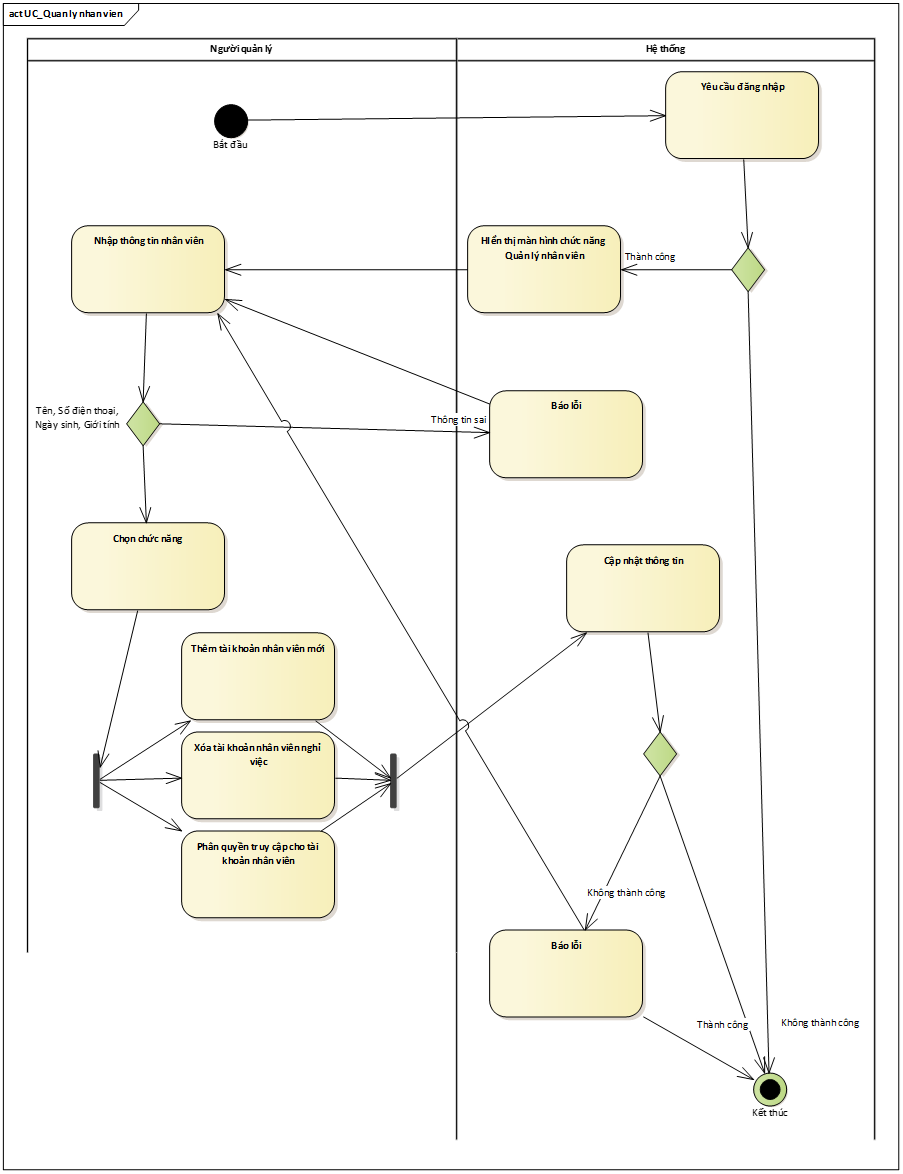 act UC_Quan ly nhan vien
Người quản lý
Hệ thống
Yêu cầu đăng nhập
Bắt đầu
Nhập thông tin nhân viên
HIển thị màn hình chức năng
Quản lý nhân viên
Thành công
Báo lỗi
Tên, Số điện thoại,
Ngày sinh, Giới tính
Thông tin sai
Chọn chức năng
Cập nhật thông tin
Thêm tài khoản nhân viên mới
Xóa tài khoản nhân viên nghỉ
việc
Phân quyền truy cập cho tài
khoản nhân viên
Không thành công
Báo lỗi
Thành công
Không thành công
Kết thúc